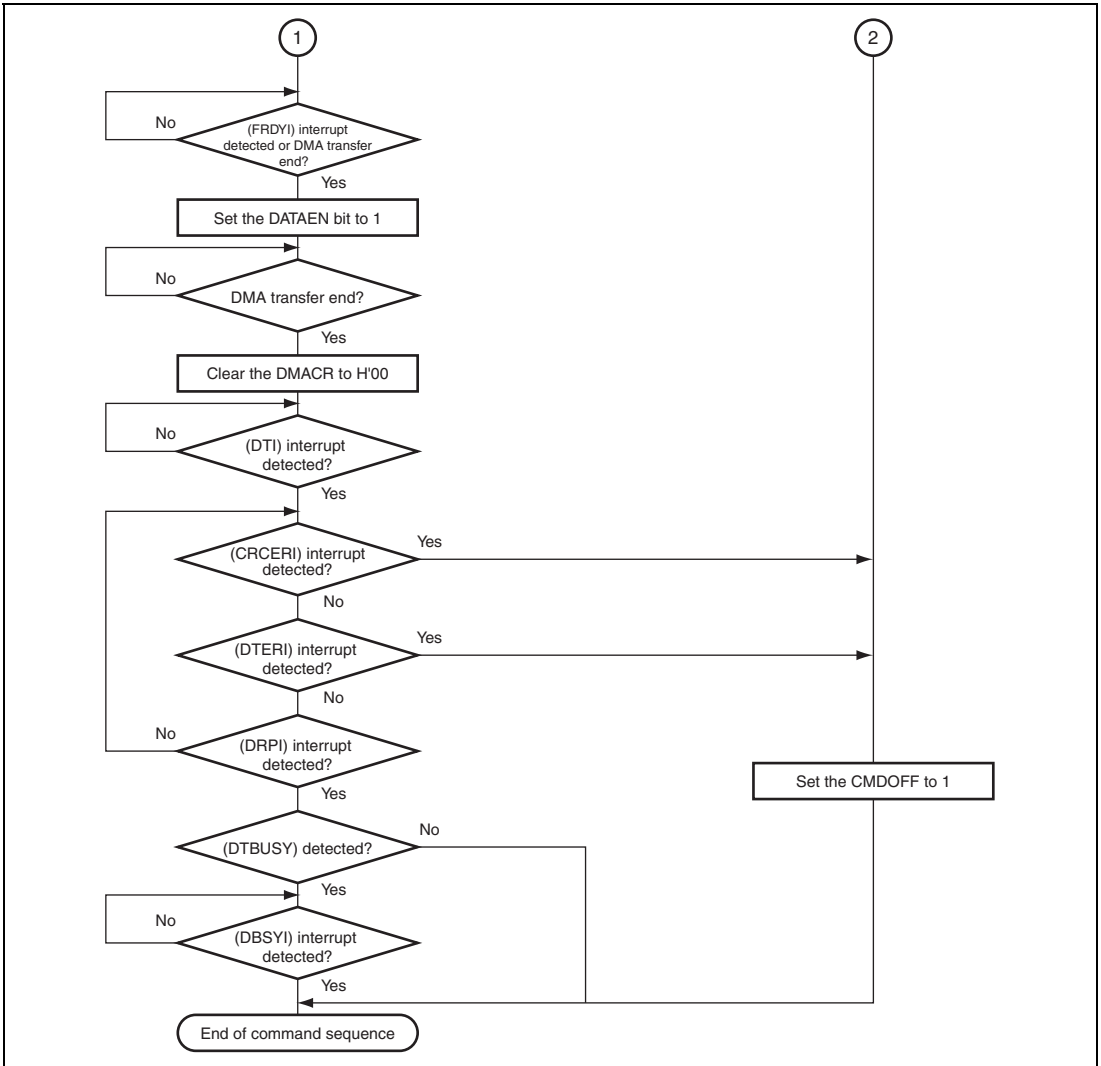 1
2
No
(FRDYI) interrupt
detected or DMA transfer
end?
Yes
Set the DATAEN bit to 1
No
DMA transfer end?
Yes
Clear the DMACR to H'00
No
(DTI) interrupt
detected?
Yes
(CRCERI) interrupt
detected?
Yes
No
(DTERI) interrupt
detected?
Yes
No
No
(DRPI) interrupt
detected?
Yes
Set the CMDOFF to 1
(DTBUSY) detected?
No
Yes
No
(DBSYI) interrupt
detected?
Yes
End of command sequence